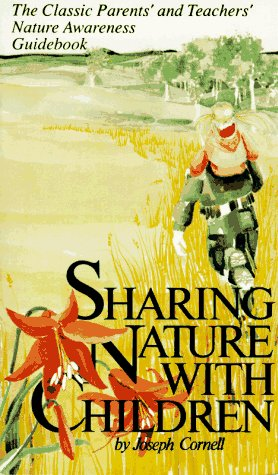 The Classic Parents' and Teachers'
Nature Awareness
Guidebook
SHARING
NATURE
WITH
CHILDREN
by Joseph Cornell